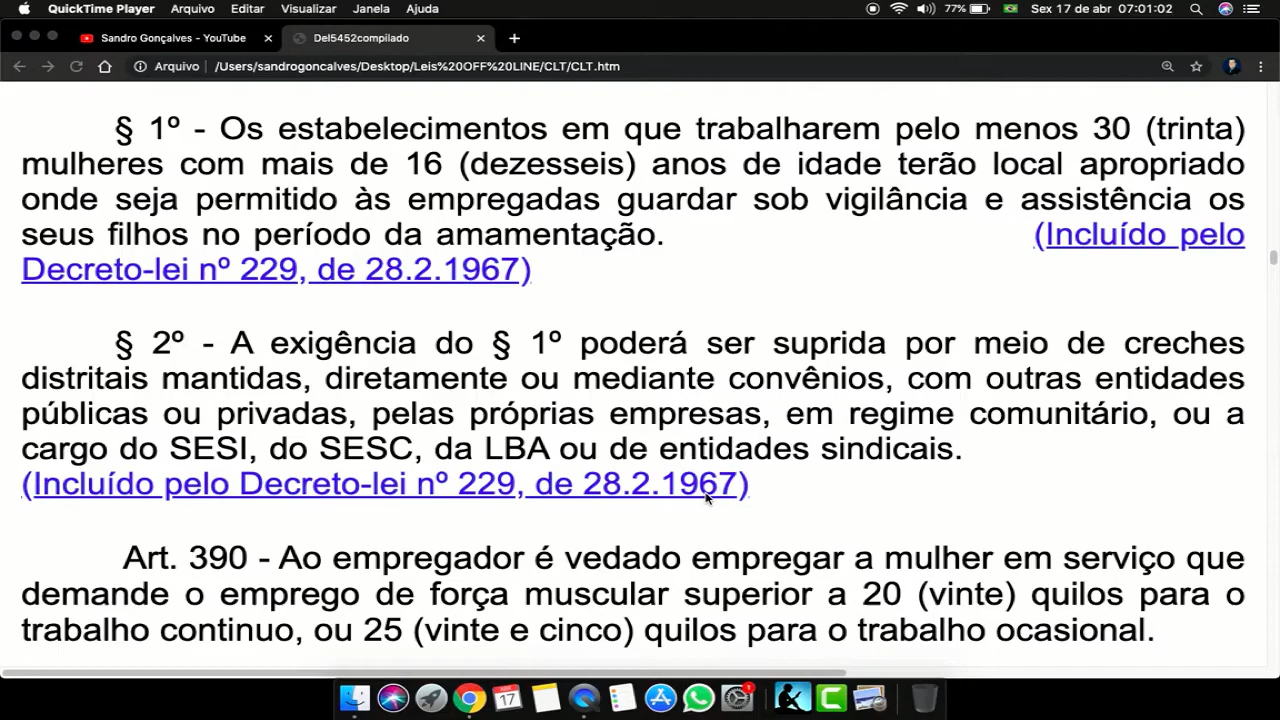 QuickTime Player Arquivo Editar Visualizar Janela Ajuda 77% Sex 17 de abr 07:01:02
Sandro Gonçalves - YouTube Del5452compilado
Arquivo /Users/sandrogoncalves/Desktop/Leis%20OFF%20LINE/CLT/CLT.htm
§ 1º - Os estabelecimentos em que trabalharem pelo menos 30 (trinta)
mulheres com mais de 16 (dezesseis) anos de idade terão local apropriado
onde seja permitido às empregadas guardar sob vigilância e assistência os
seus filhos no período da amamentação. (Incluído pelo
Decreto-lei nº 229, de 28.2.1967)
§ 2º - A exigência do § 1º poderá ser suprida por meio de creches
distritais mantidas, diretamente ou mediante convênios, com outras entidades
públicas ou privadas, pelas próprias empresas, em regime comunitário, ou a
cargo do SESI, do SESC, da LBA ou de entidades sindicais.
(Incluído pelo Decreto-lei nº 229, de 28.2.1967)
Art. 390 - Ao empregador é vedado empregar a mulher em serviço que
demande o emprego de força muscular superior a 20 (vinte) quilos para o
trabalho continuo, ou 25 (vinte e cinco) quilos para o trabalho ocasional.
17
1